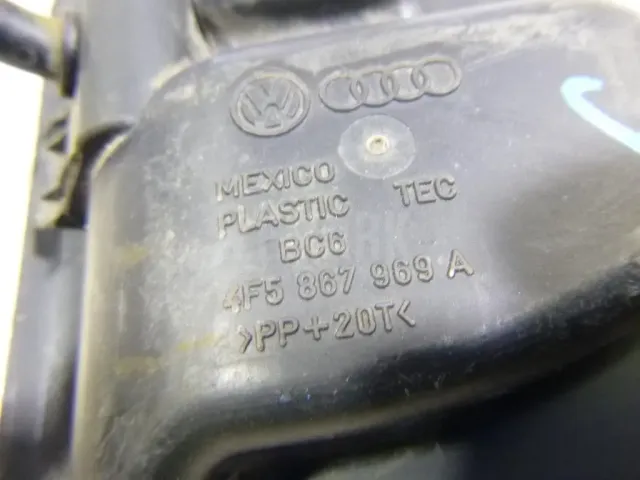 MEXICO
PLASTIC TEC
BC6
4F5 867 969 A
>PP+20T<